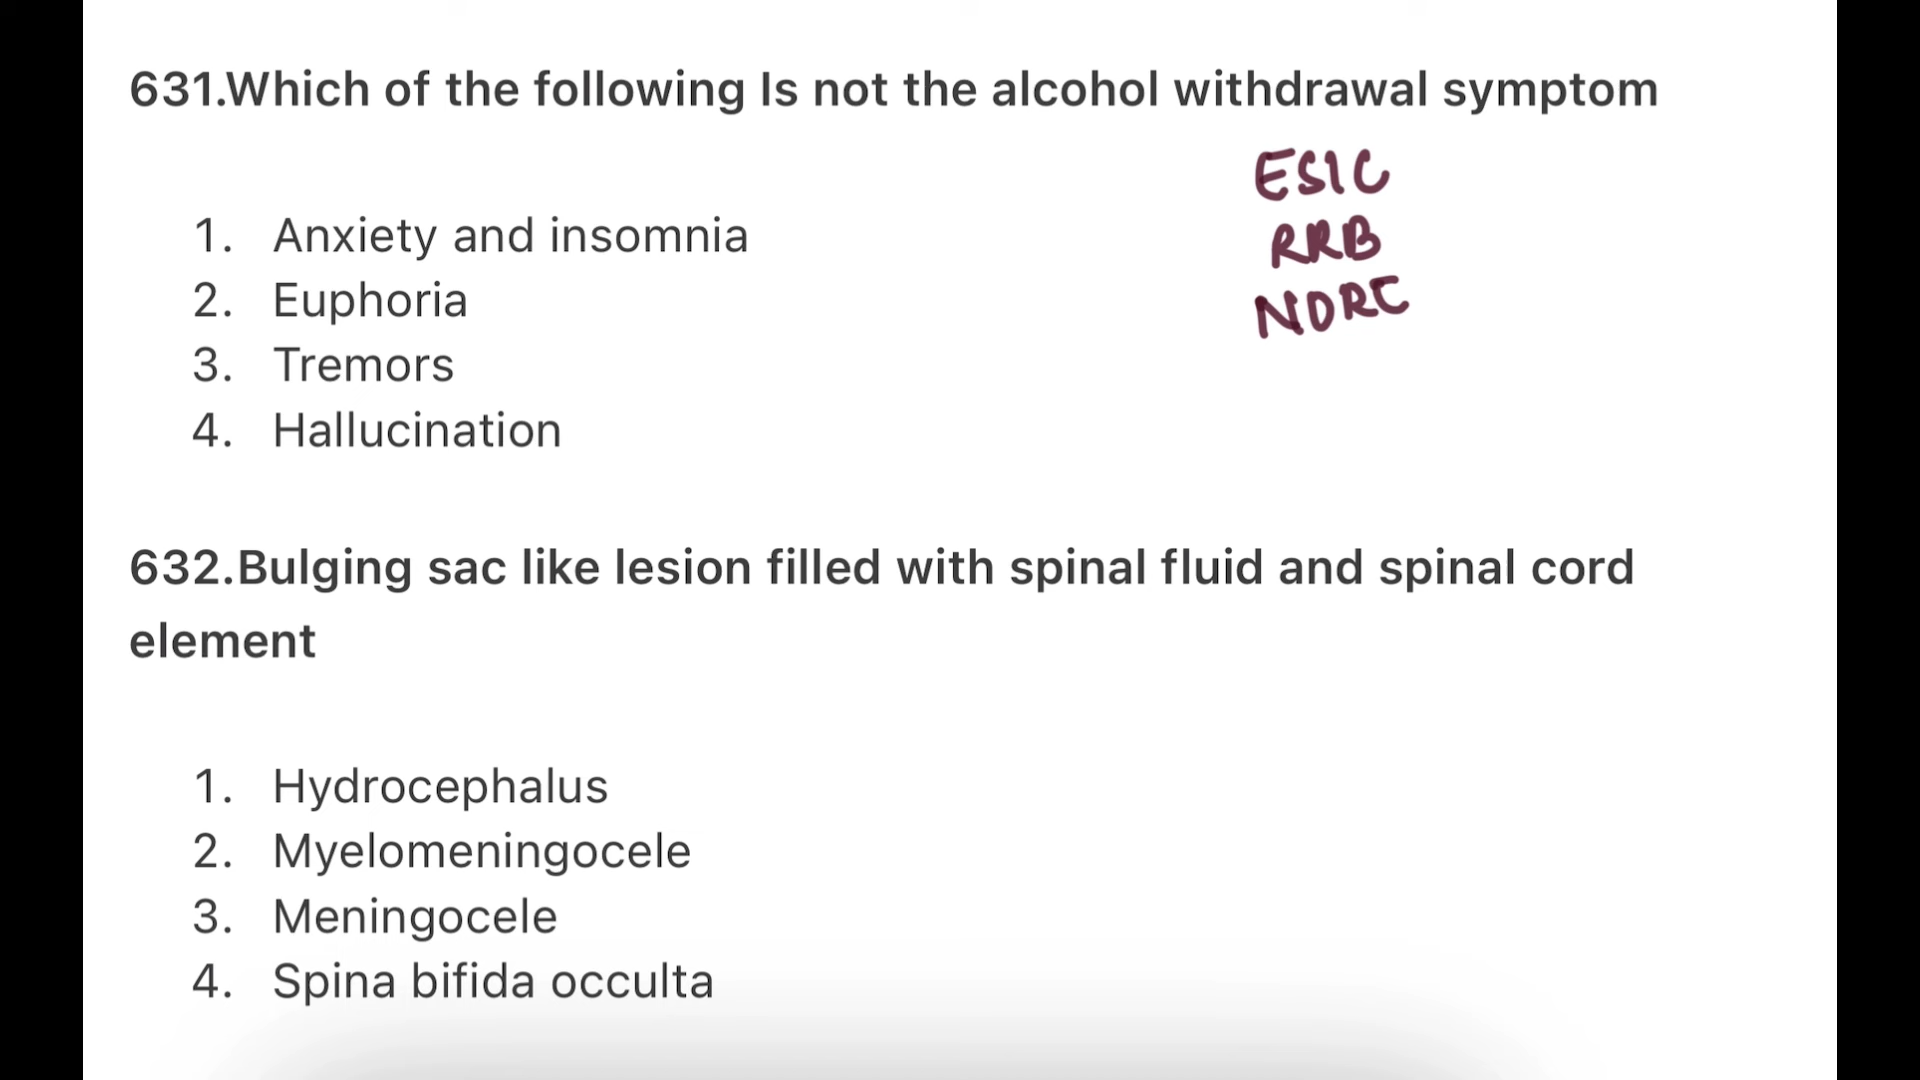 631.Which of the following Is not the alcohol withdrawal symptom
ESIC
RRB
NORC
1. Anxiety and insomnia
2. Euphoria
3. Tremors
4. Hallucination
632.Bulging sac like lesion filled with spinal fluid and spinal cord
element
1. Hydrocephalus
2. Myelomeningocele
3. Meningocele
4. Spina bifida occulta